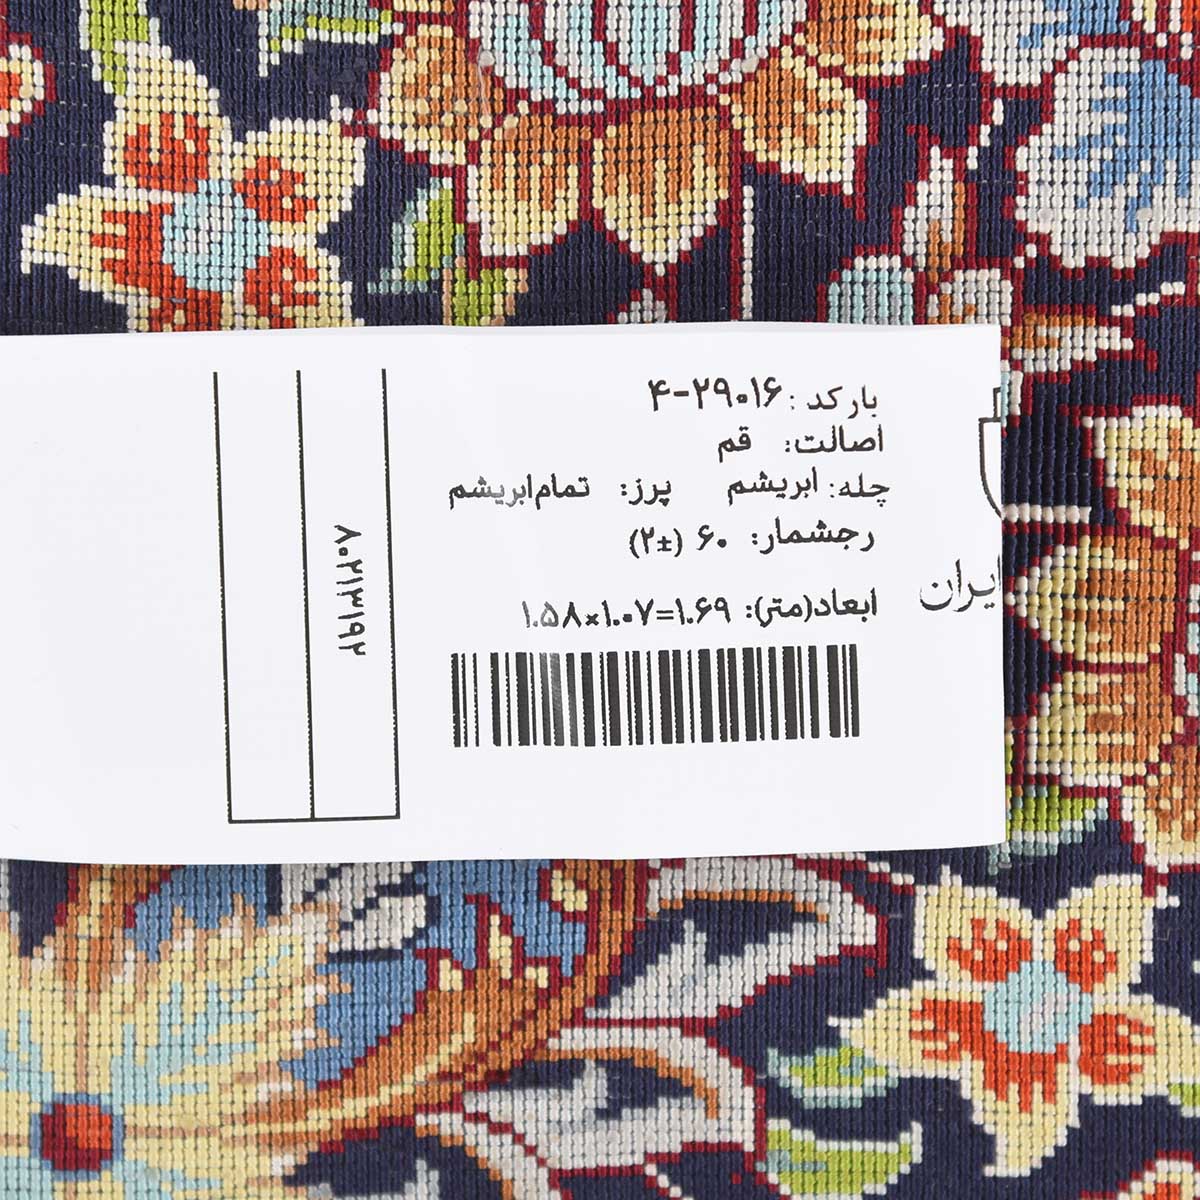 بارکد: ۴-۲۹۰۱۶
اصالت: قم
چله: ابریشم پرز: تمام ابریشم
رجشمار: ۶۰ (±۲)
ابعاد(متر): ۱.۵۸×۱.۰۷=۱.۶۹
ایران
۸۰۲۱۳۱۹۲